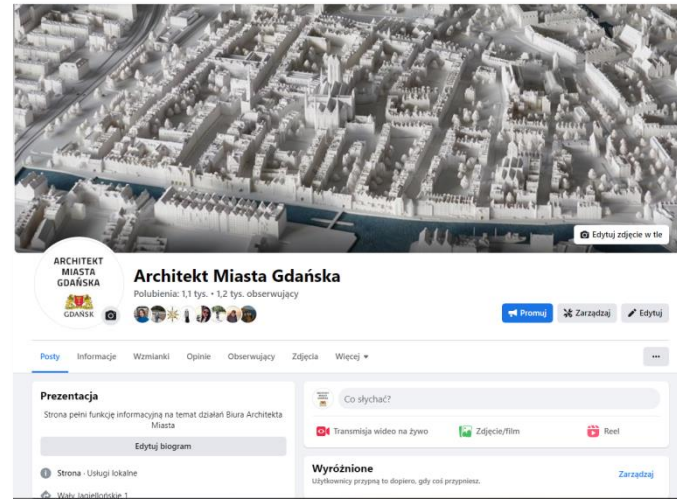 Edytuj zdjęcie w tle
ARCHITEKT
MIASTA
GDAŃSKA
GDAŃSK
Architekt Miasta Gdańska
Polubienia: 1,1 tys. • 1,2 tys. obserwujący
Promuj
Zarządzaj
Edytuj
Posty Informacje Wzmianki Opinie Obserwujący Zdjęcia Więcej
Prezentacja
Strona pełni funkcję informacyjną na temat działań Biura Architekta
Miasta
Edytuj biogram
Strona · Usługi lokalne
Wały Jagiellońskie 1
Co słychać?
Transmisja wideo na żywo Zdjęcie/film Reel
Wyróżnione
Zarządzaj
Użytkownicy przypną to dopiero, gdy coś przypniesz.